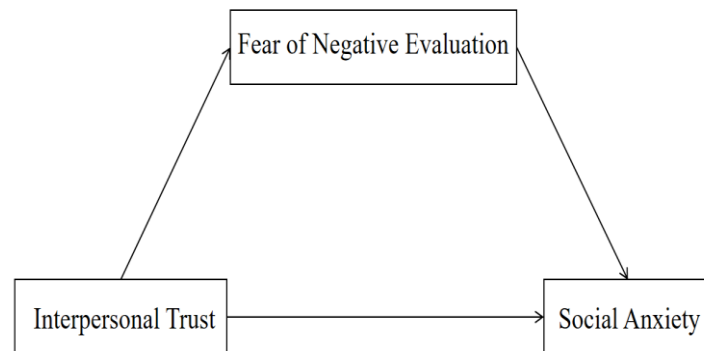 Fear of Negative Evaluation
Interpersonal Trust
Social Anxiety